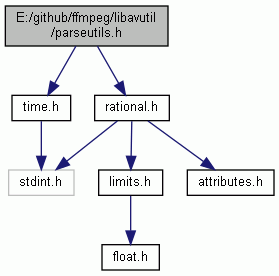 E:/github/ffmpeg/libavutil
/parseutils.h
time.h
rational.h
stdint.h
limits.h
attributes.h
float.h